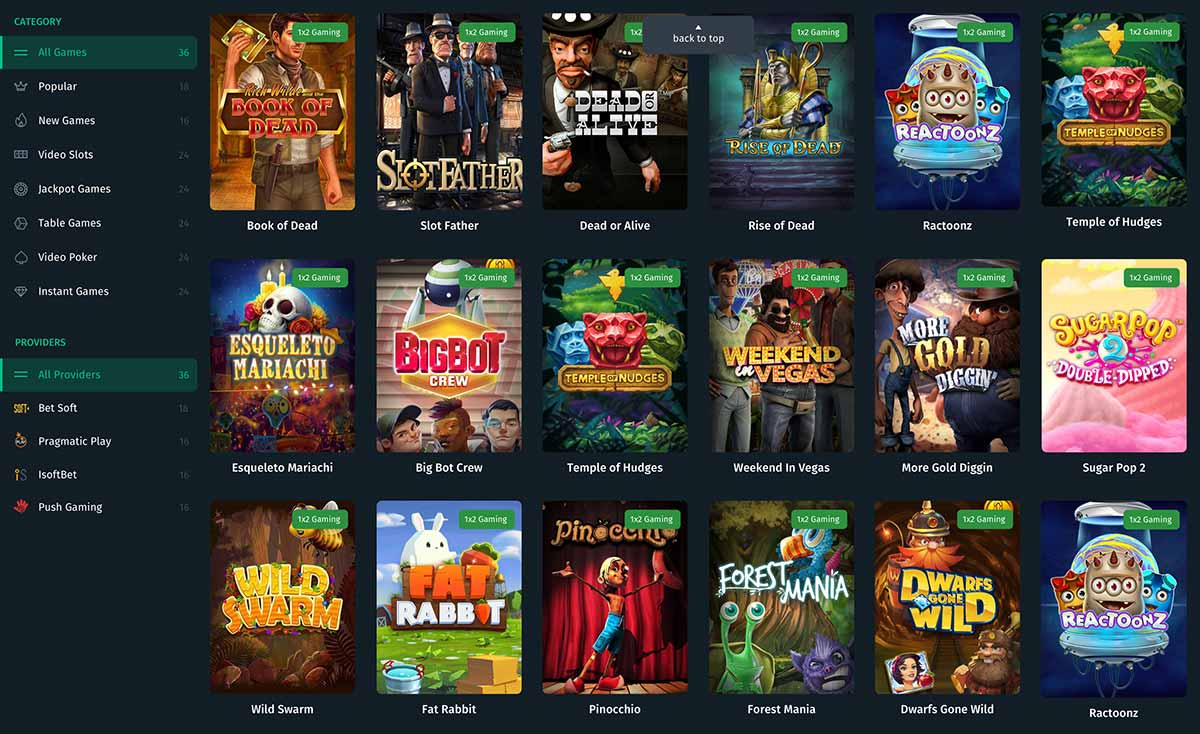 CATEGORY
All Games 36
Popular 18
New Games 16
Video Slots 24
Jackpot Games 24
Table Games 24
Video Poker 24
Instant Games 24
PROVIDERS
All Providers 36
SOFT Bet Soft 18
Pragmatic Play 16
iS IsoftBet 16
Push Gaming 16
back to top
1x2 Gaming
Rich Wilde and the
BOOK OF
DEAD
Book of Dead
1x2 Gaming
SLOTFATHER
Slot Father
1x2
DEAD OR
ALIVE
Dead or Alive
1x2 Gaming
RISE OF DEAD
Rise of Dead
1x2 Gaming
REACTOONZ
Ractoonz
1x2 Gaming
TEMPLE OF NUDGES
Temple of Hudges
1x2 Gaming
ESQUELETO
MARIACHI
Esqueleto Mariachi
1x2 Gaming
BIGBOT
CREW
Big Bot Crew
1x2 Gaming
TEMPLE OF NUDGES
Temple of Hudges
1x2 Gaming
WEEKEND
in VEGAS
Weekend In Vegas
1x2 Gaming
MORE
GOLD
DIGGIN'
More Gold Diggin
1x2 Gaming
SUGARPOP
2
DOUBLE DIPPED
Sugar Pop 2
1x2 Gaming
WILD
SWARM
Wild Swarm
1x2 Gaming
FAT
RABBIT
Fat Rabbit
1x2 Gaming
Pinocchio
Pinocchio
1x2 Gaming
FOREST
MANIA
Forest Mania
1x2 Gaming
DWARFS
GONE
WILD
Dwarfs Gone Wild
1x2 Gaming
REACTOONZ
Ractoonz